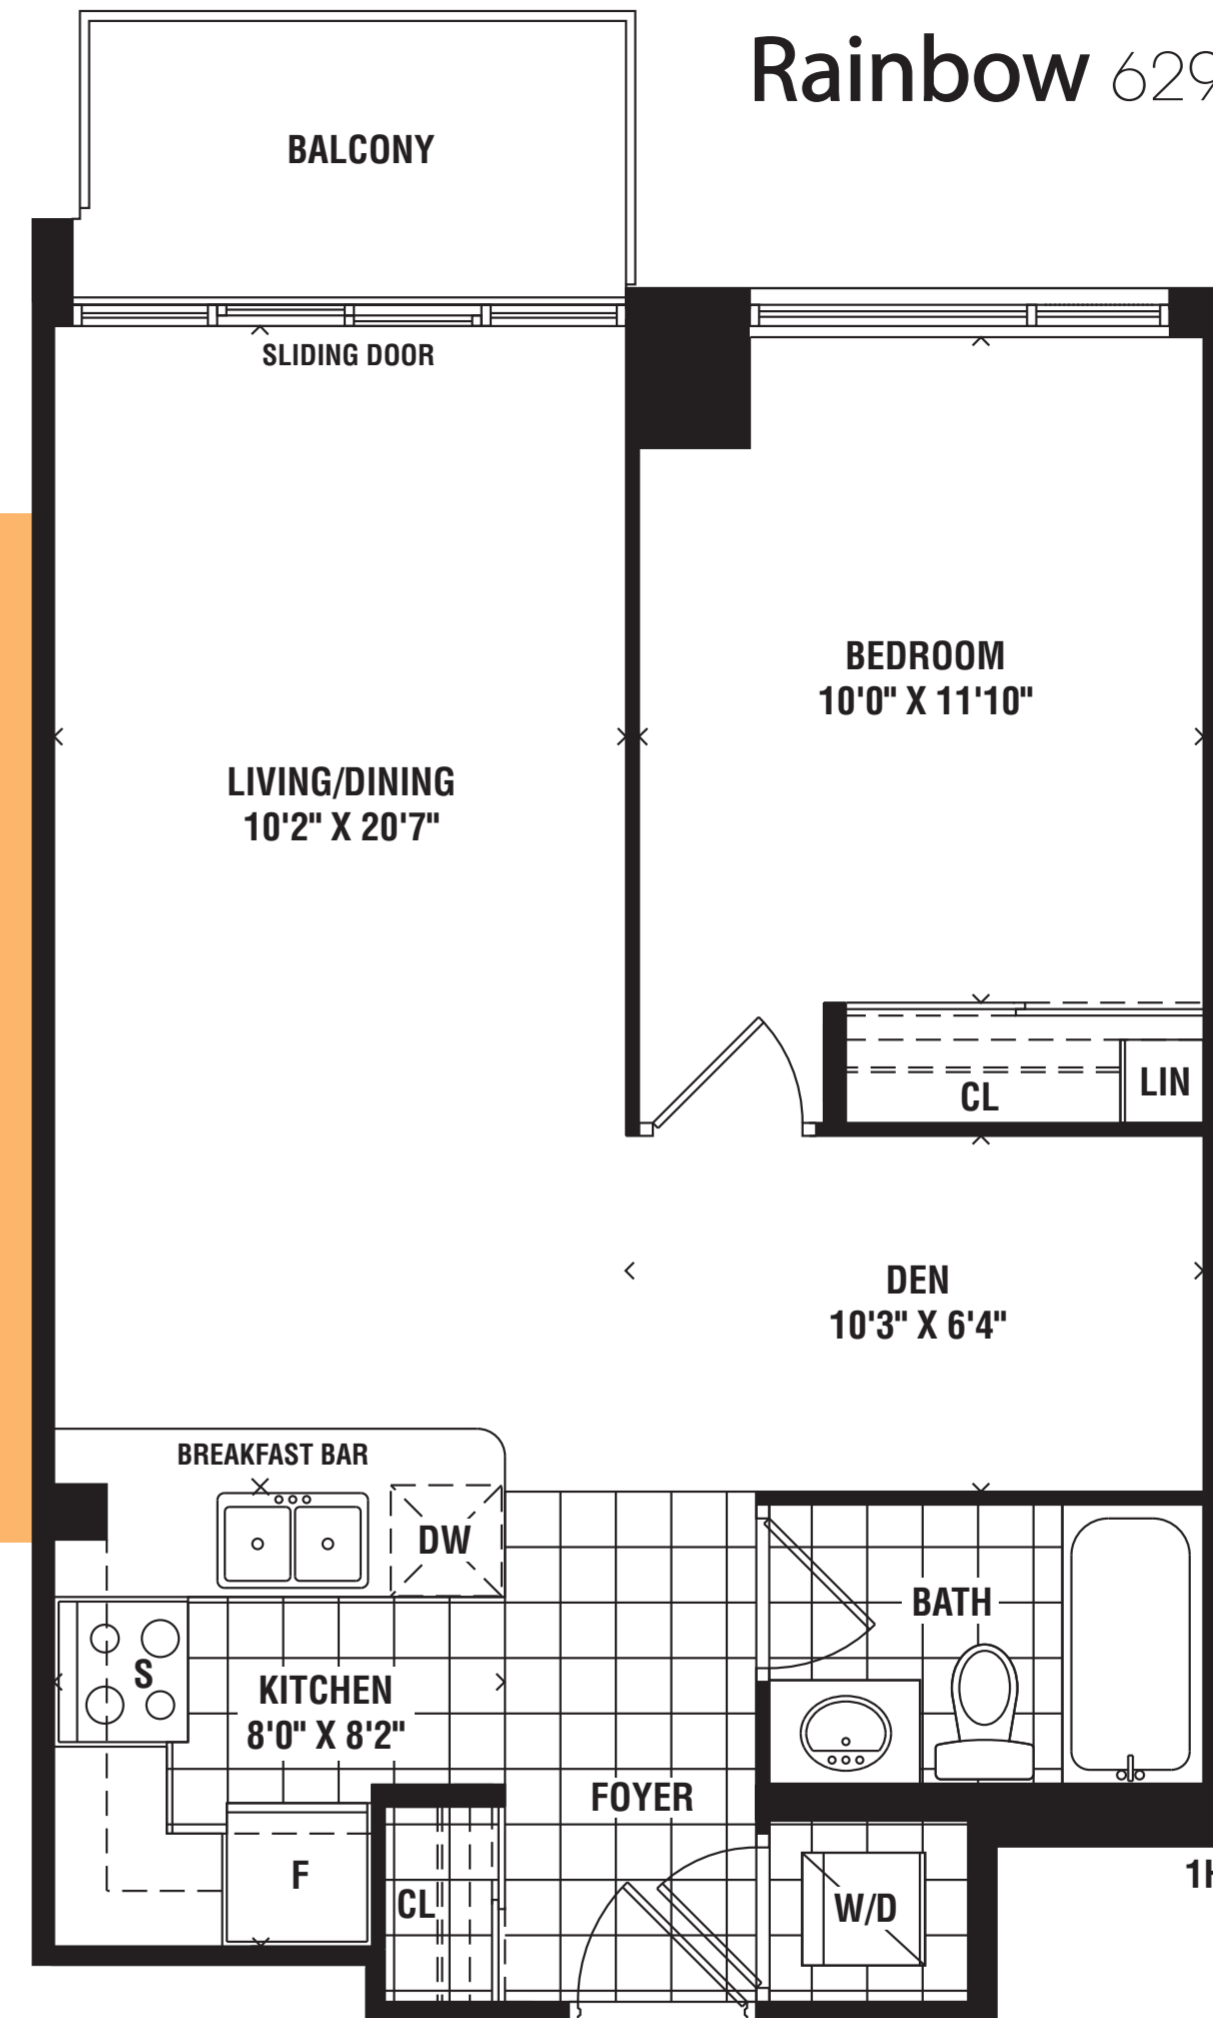 Rainbow 629
BALCONY
SLIDING DOOR
BEDROOM
10'0" X 11'10"
LIVING/DINING
10'2" X 20'7"
CL
LIN
DEN
10'3" X 6'4"
BREAKFAST BAR
DW
BATH
S
KITCHEN
8'0" X 8'2"
FOYER
F
CL
W/D